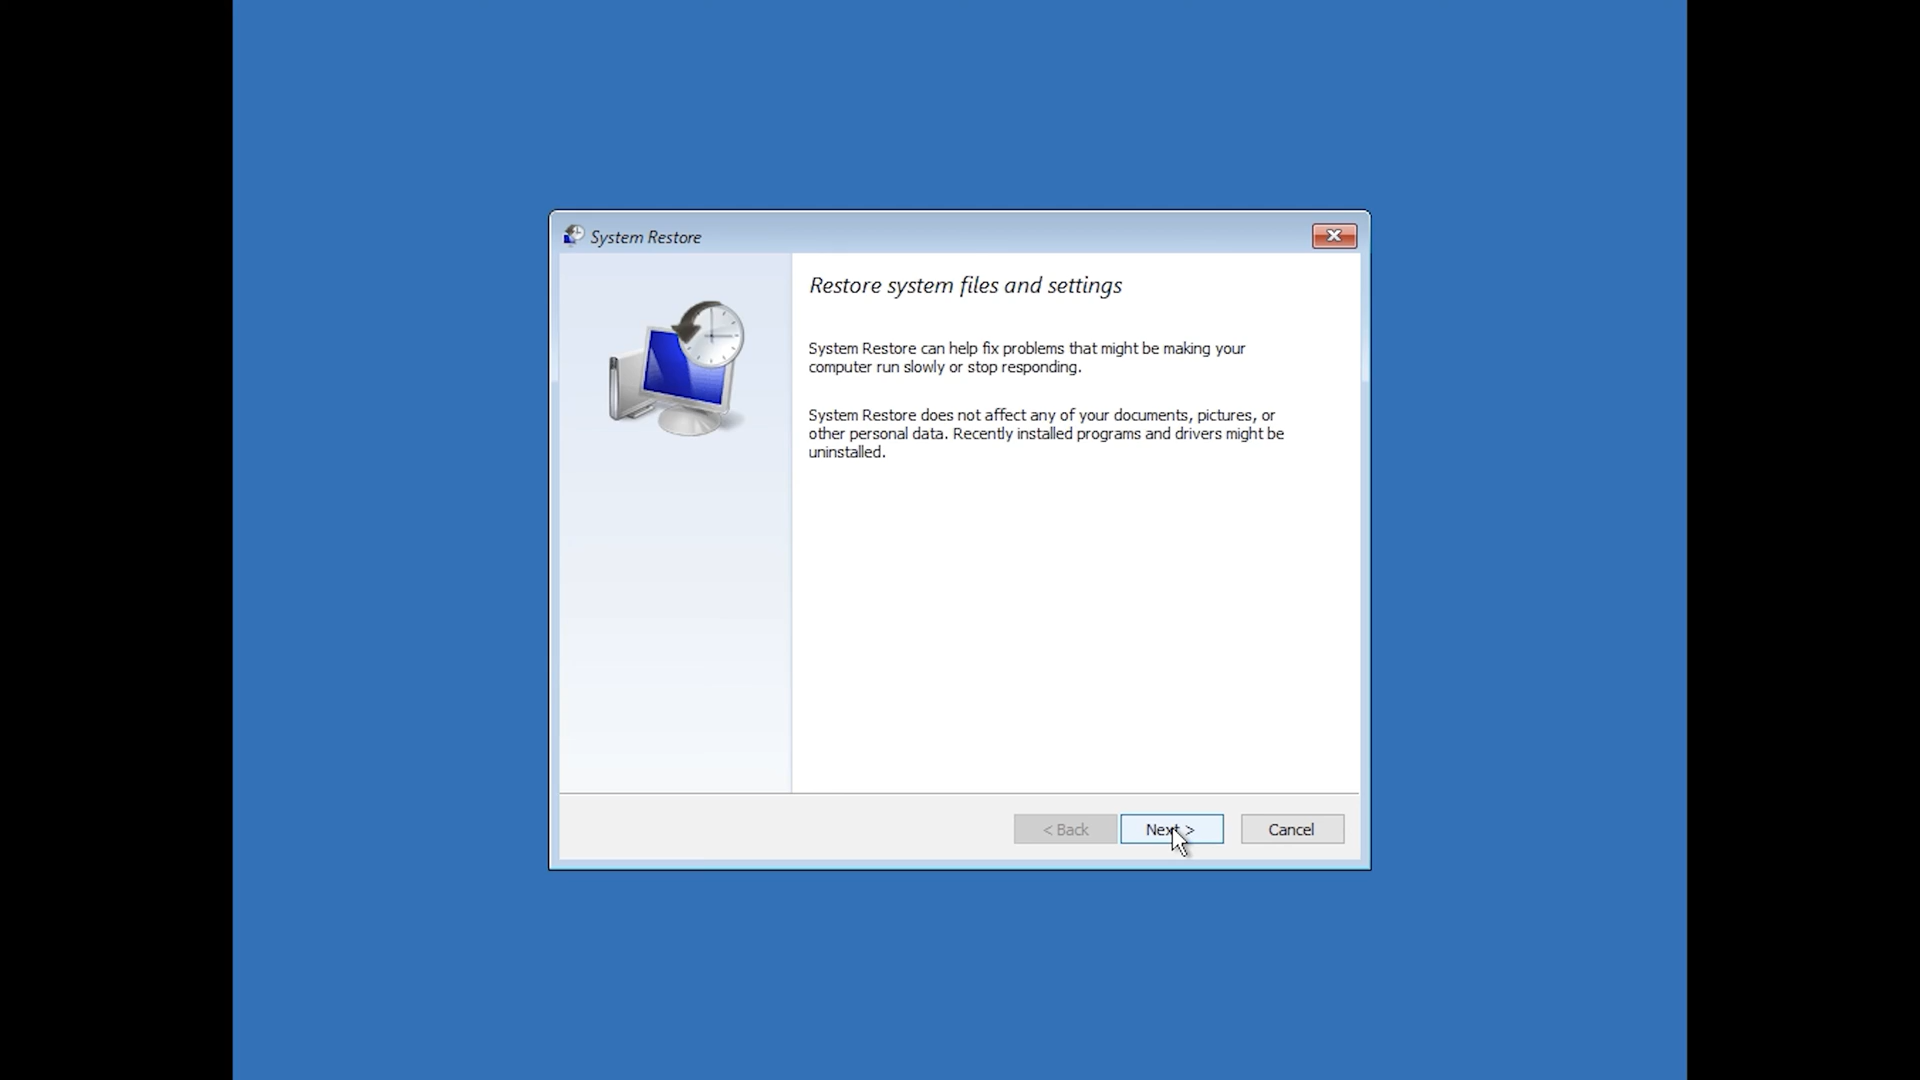 System Restore
Restore system files and settings
System Restore can help fix problems that might be making your
computer run slowly or stop responding.
System Restore does not affect any of your documents, pictures, or
other personal data. Recently installed programs and drivers might be
uninstalled.
< Back
Next >
Cancel